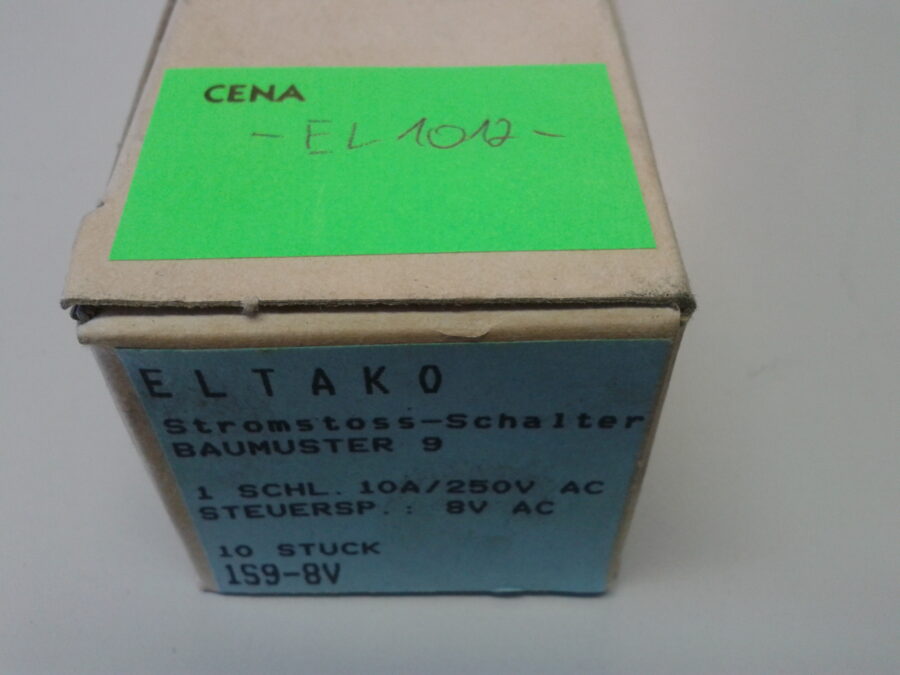 CENA
- EL 1012 -
ELTAKO
Stromstoss-Schalter
BAUMUSTER 9
1 SCHL. 10A/250V AC
STEUERSP.: 8V AC
10 STUCK
1S9-8V